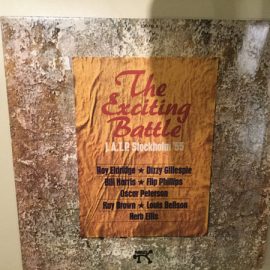 The
Exciting
Battle
J.A.T.P. Stockholm '55
Roy Eldridge ★ Dizzy Gillespie
Bill Harris ★ Flip Phillips
Oscar Peterson
Ray Brown ★ Louis Bellson
Herb Ellis